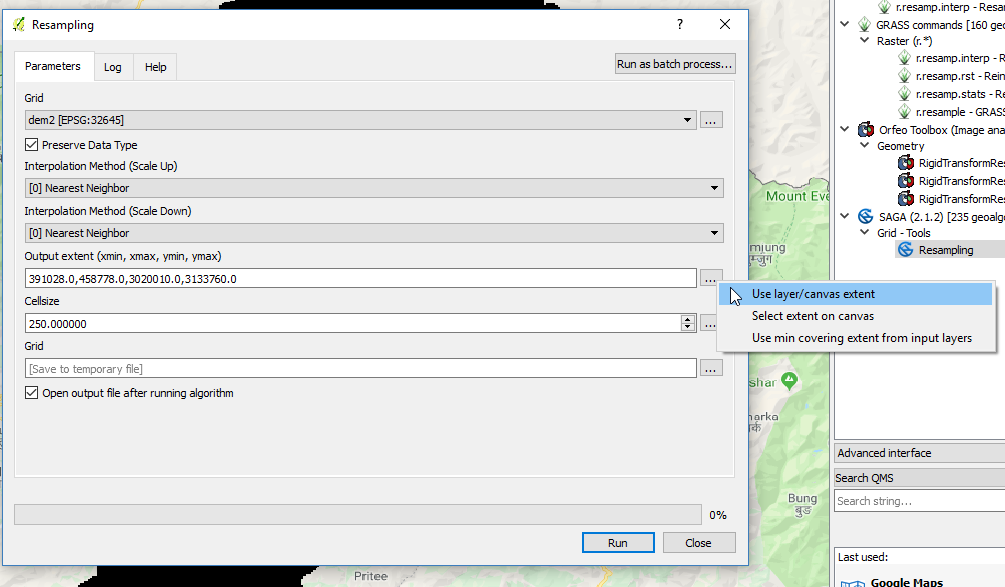 Resampling
?
Parameters
Log
Help
Run as batch process...
Grid
dem2 [EPSG:32645]
...
Preserve Data Type
Interpolation Method (Scale Up)
[0] Nearest Neighbor
Interpolation Method (Scale Down)
[0] Nearest Neighbor
Output extent (xmin, xmax, ymin, ymax)
391028.0,458778.0,3020010.0,3133760.0
...
Cellsize
250.000000
...
Grid
[Save to temporary file]
...
Open output file after running algorithm
0%
Run
Close
Use layer/canvas extent
Select extent on canvas
Use min covering extent from input layers
Mount Eve
mjung
shar
arka
Bung
बुङ
Pritee
r.resamp.interp - Resa
GRASS commands [160 geo
Raster (r.*)
r.resamp.interp - R
r.resamp.rst - Rein
r.resamp.stats - Re
r.resample - GRAS
Orfeo Toolbox (Image ana
Geometry
RigidTransformRes
RigidTransformRes
RigidTransformRes
SAGA (2.1.2) [235 geoalg
Grid - Tools
Resampling
Advanced interface
Search QMS
Search string...
Last used:
Google Maps